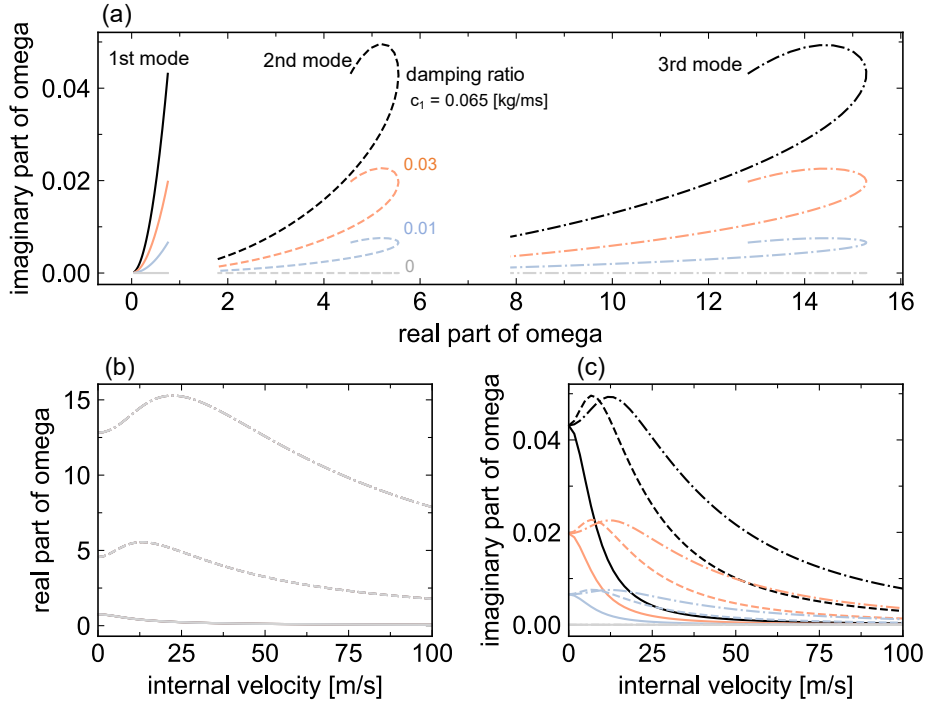 (a)
1st mode
2nd mode
damping ratio
c₁ = 0.065 [kg/ms]
3rd mode
0.03
0.01
0
imaginary part of omega
0.04
0.02
0.00
0 2 4 6 8 10 12 14 16
real part of omega
(b)
real part of omega
15
10
5
0
0 25 50 75 100
internal velocity [m/s]
(c)
imaginary part of omega
0.04
0.02
0.00
0 25 50 75 100
internal velocity [m/s]